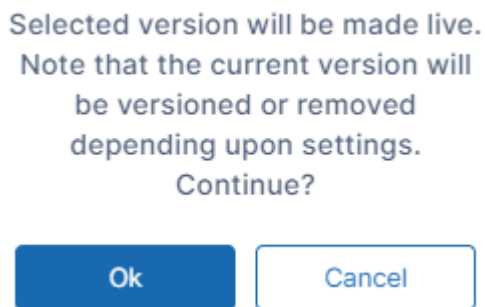 Selected version will be made live.
Note that the current version will
be versioned or removed
depending upon settings.
Continue?
Ok
Cancel